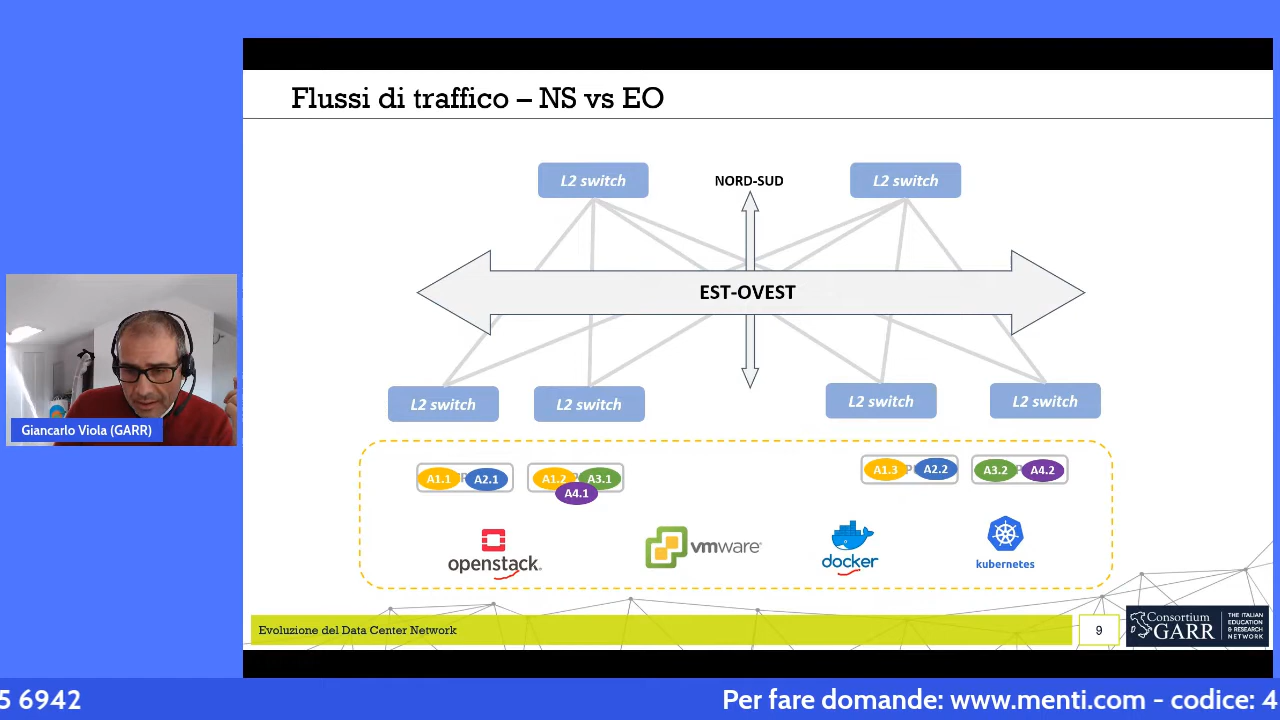 Flussi di traffico – NS vs EO
L2 switch
NORD-SUD
L2 switch
EST-OVEST
L2 switch
L2 switch
L2 switch
L2 switch
A1.1
A2.1
A1.2
A3.1
A4.1
A1.3
A2.2
A3.2
A4.2
openstack.
vmware®
docker
kubernetes
Giancarlo Viola (GARR)
Evoluzione del Data Center Network
9
Consortium
GARR
THE ITALIAN
EDUCATION
& RESEARCH
NETWORK
5 6942
Per fare domande: www.menti.com - codice: 4